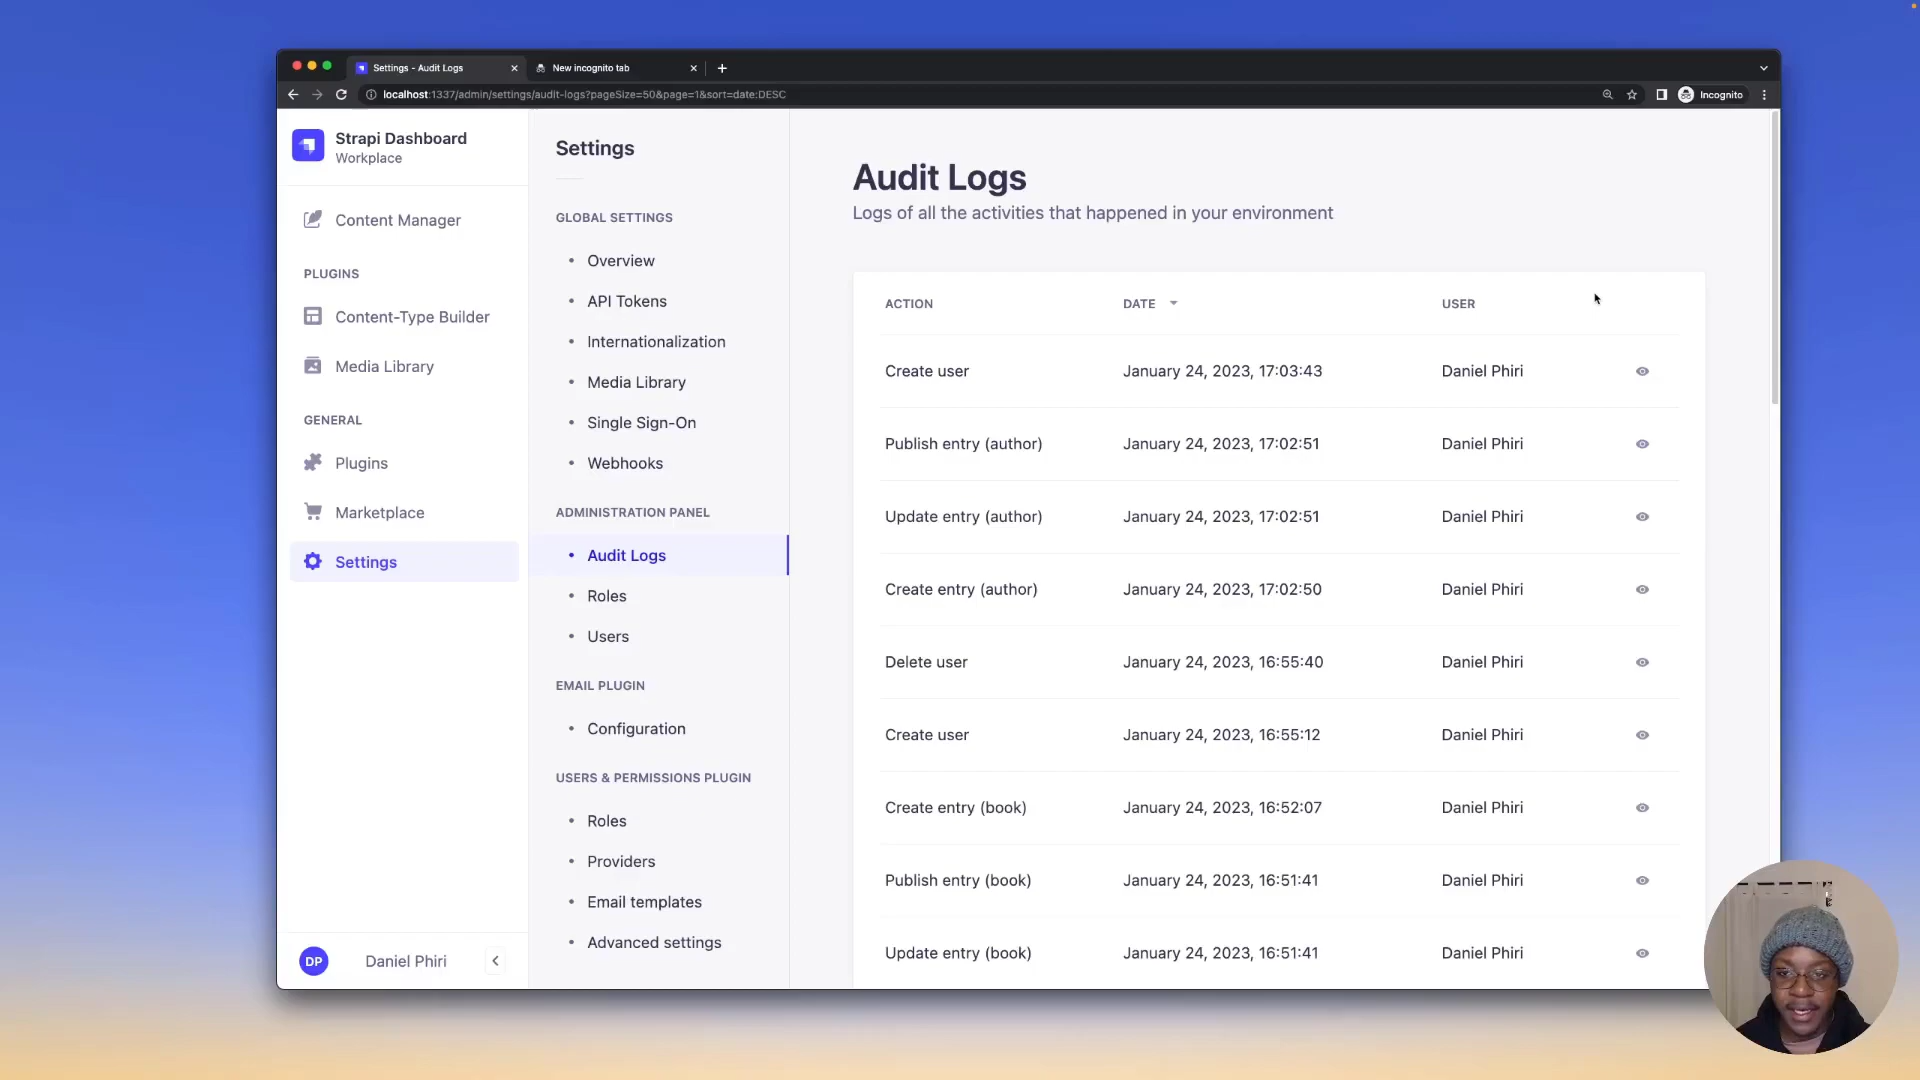 Settings - Audit Logs
New incognito tab
localhost:1337/admin/settings/audit-logs?pageSize=50&page=1&sort=date:DESC
Incognito
Strapi Dashboard
Workplace
Content Manager
PLUGINS
Content-Type Builder
Media Library
GENERAL
Plugins
Marketplace
Settings
DP
Daniel Phiri
Settings
GLOBAL SETTINGS
Overview
API Tokens
Internationalization
Media Library
Single Sign-On
Webhooks
ADMINISTRATION PANEL
Audit Logs
Roles
Users
EMAIL PLUGIN
Configuration
USERS & PERMISSIONS PLUGIN
Roles
Providers
Email templates
Advanced settings
Audit Logs
Logs of all the activities that happened in your environment
ACTION DATE USER
Create user January 24, 2023, 17:03:43 Daniel Phiri
Publish entry (author) January 24, 2023, 17:02:51 Daniel Phiri
Update entry (author) January 24, 2023, 17:02:51 Daniel Phiri
Create entry (author) January 24, 2023, 17:02:50 Daniel Phiri
Delete user January 24, 2023, 16:55:40 Daniel Phiri
Create user January 24, 2023, 16:55:12 Daniel Phiri
Create entry (book) January 24, 2023, 16:52:07 Daniel Phiri
Publish entry (book) January 24, 2023, 16:51:41 Daniel Phiri
Update entry (book) January 24, 2023, 16:51:41 Daniel Phiri